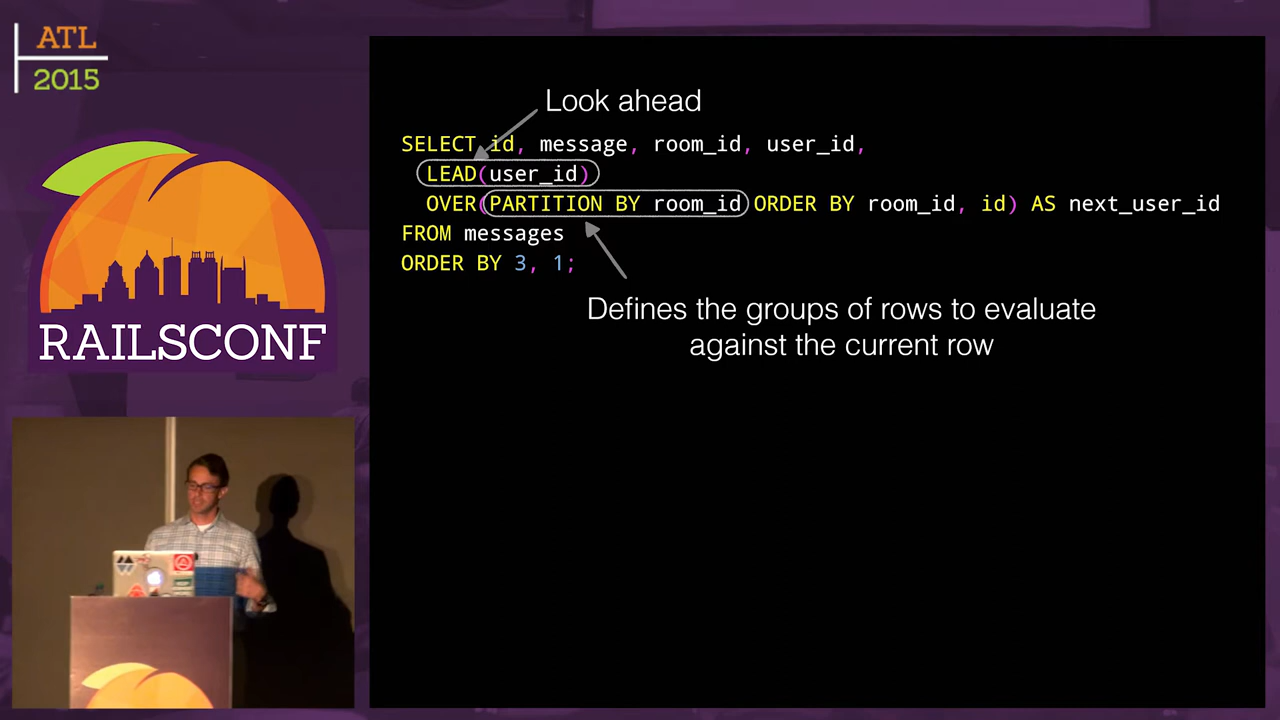 ATL
2015
RAILSCONF
Look ahead
SELECT id, message, room_id, user_id,
LEAD(user_id)
OVER(PARTITION BY room_id ORDER BY room_id, id) AS next_user_id
FROM messages
ORDER BY 3, 1;
Defines the groups of rows to evaluate
against the current row